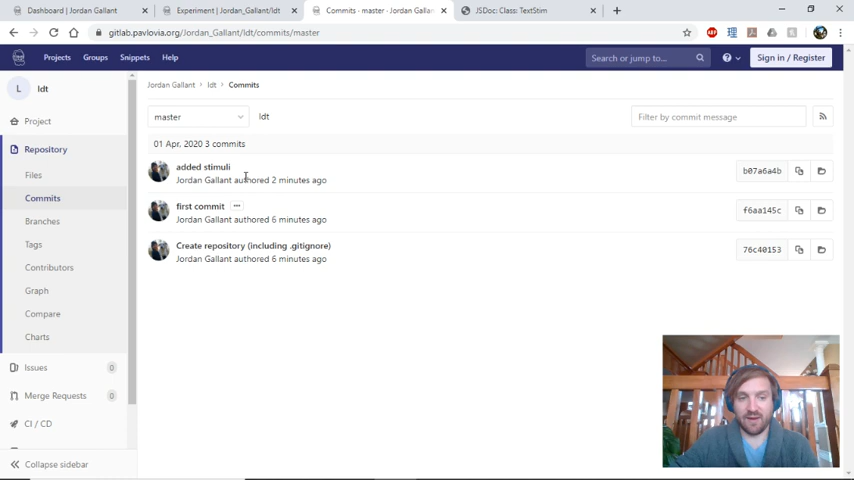 Dashboard | Jordan Gallant
Experiment | Jordan_Gallant/ldt
Commits · master · Jordan Gallan
JSDoc: Class: TextStim
gitlab.pavlovia.org/Jordan_Gallant/ldt/commits/master
ABP
Projects Groups Snippets Help
Search or jump to...
Sign in / Register
L ldt
Project
Repository
Files
Commits
Branches
Tags
Contributors
Graph
Compare
Charts
Issues 0
Merge Requests 0
CI / CD
Collapse sidebar
Jordan Gallant > ldt > Commits
master ldt
Filter by commit message
01 Apr, 2020 3 commits
added stimuli
Jordan Gallant authored 2 minutes ago
b07a6a4b
first commit ...
Jordan Gallant authored 6 minutes ago
f6aa145c
Create repository (including .gitignore)
Jordan Gallant authored 6 minutes ago
76c40153